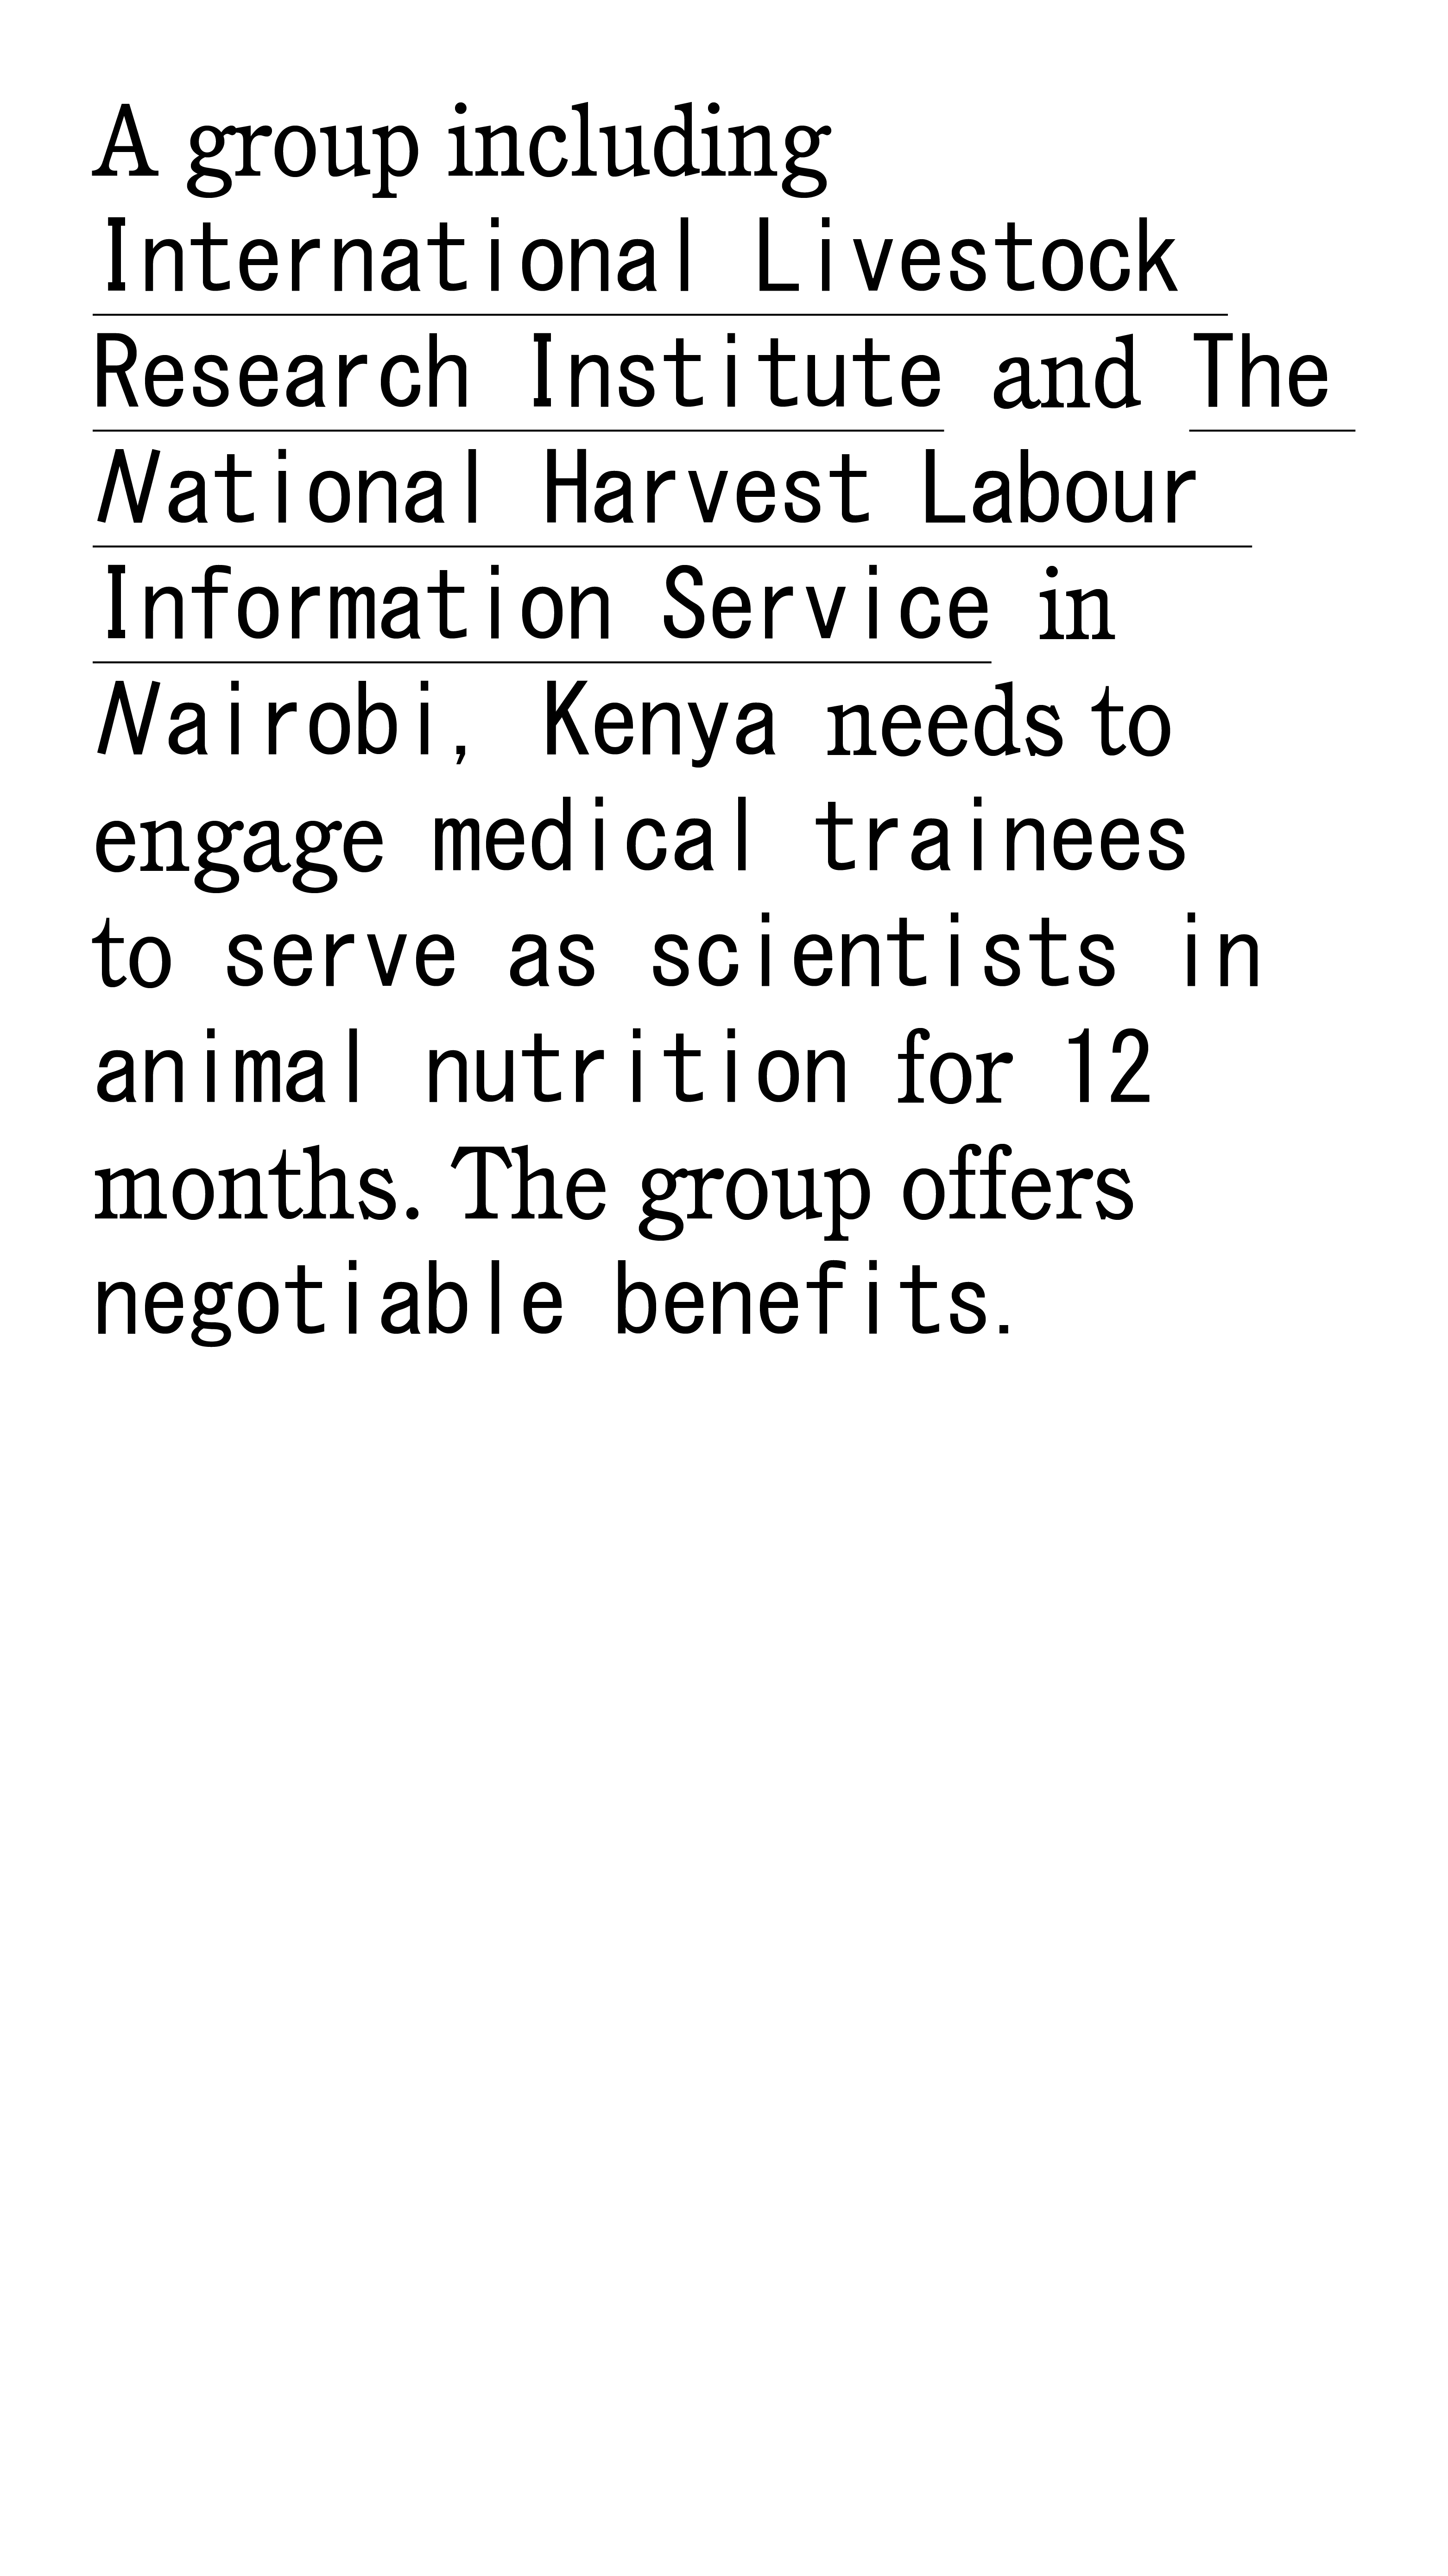 A group including
International Livestock
Research Institute and The
National Harvest Labour
Information Service in
Nairobi, Kenya needs to
engage medical trainees
to serve as scientists in
animal nutrition for 12
months. The group offers
negotiable benefits.